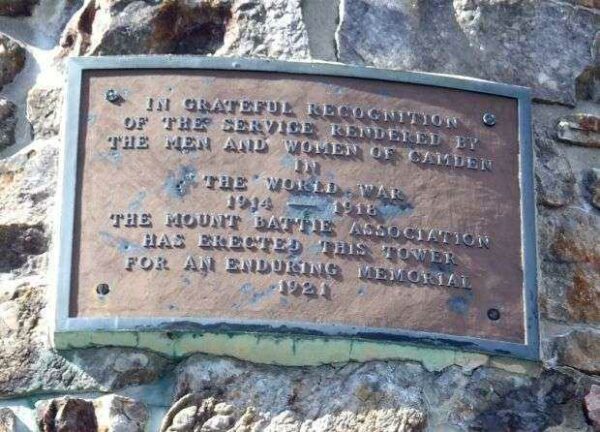 IN GRATEFUL RECOGNITION
OF THE SERVICE RENDERED BY
THE MEN AND WOMEN OF CAMDEN
IN
THE WORLD WAR
1914 — 1918
THE MOUNT BATTIE ASSOCIATION
HAS ERECTED THIS TOWER
FOR AN ENDURING MEMORIAL
1921